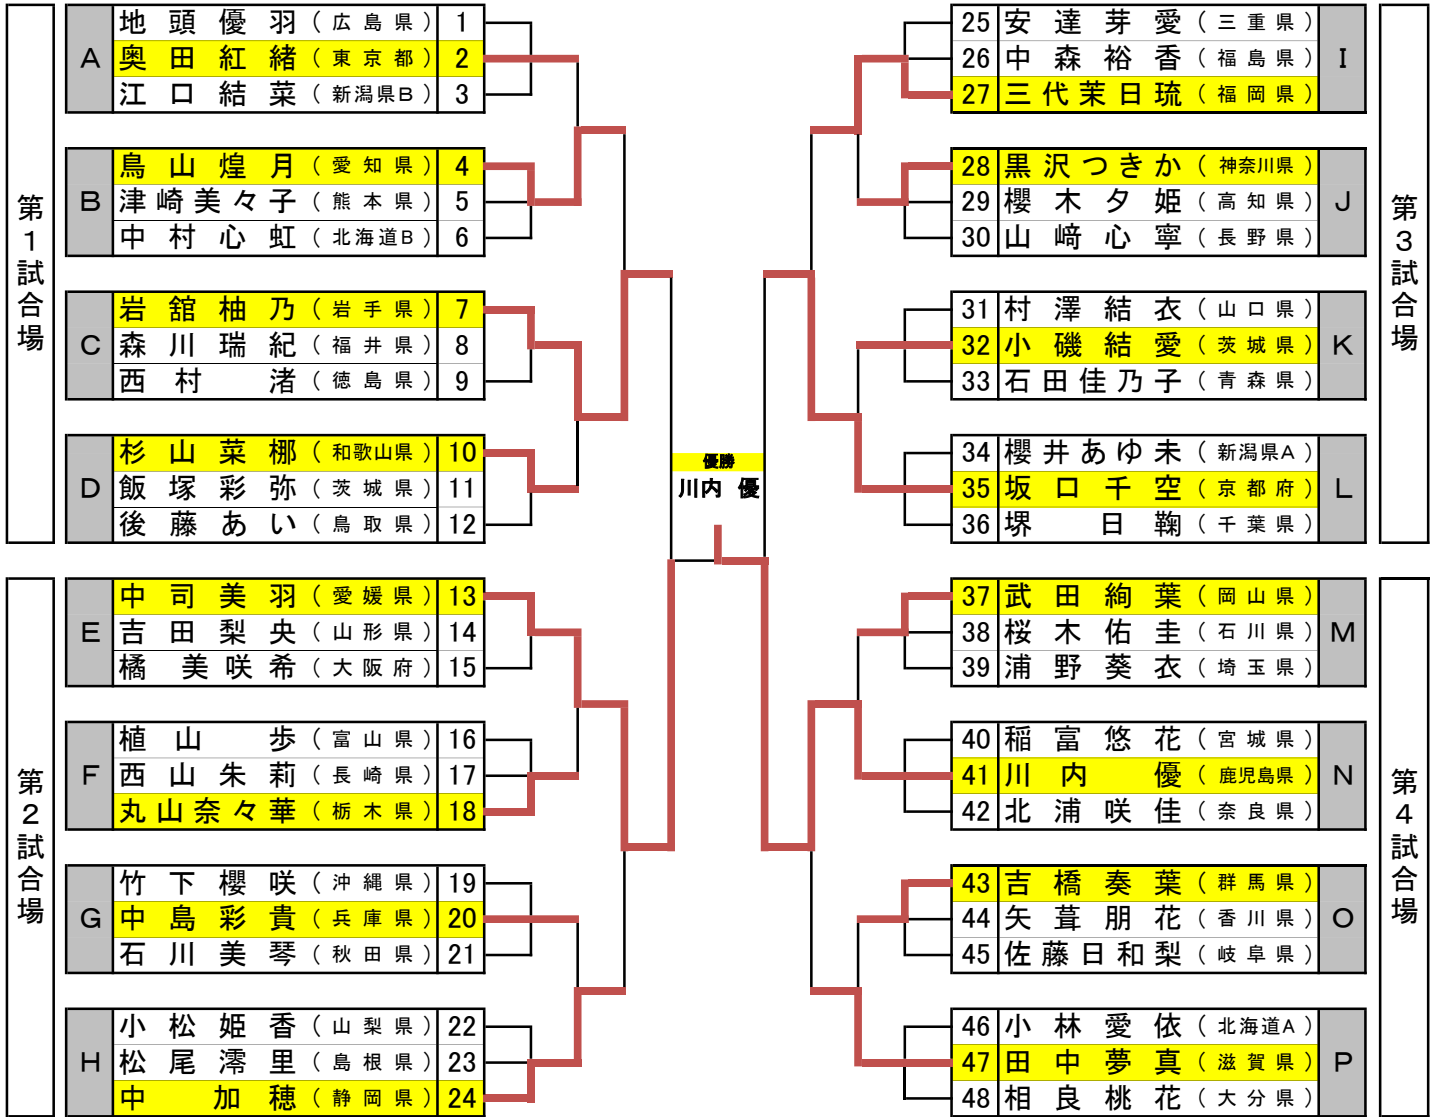 第1試合場
A
地頭優羽（広島県） 1
奥田紅緒（東京都） 2
江口結菜（新潟県B） 3
B
鳥山煌月（愛知県） 4
津崎美々子（熊本県） 5
中村心虹（北海道B） 6
C
岩舘柚乃（岩手県） 7
森川瑞紀（福井県） 8
西村渚（徳島県） 9
D
杉山菜梛（和歌山県） 10
飯塚彩弥（茨城県） 11
後藤あい（鳥取県） 12
第2試合場
E
中司美羽（愛媛県） 13
吉田梨央（山形県） 14
橘美咲希（大阪府） 15
F
植山歩（富山県） 16
西山朱莉（長崎県） 17
丸山奈々華（栃木県） 18
G
竹下櫻咲（沖縄県） 19
中島彩貴（兵庫県） 20
石川美琴（秋田県） 21
H
小松姫香（山梨県） 22
松尾澪里（島根県） 23
中加穂（静岡県） 24
優勝
川内 優
第3試合場
I
25 安達芽愛（三重県）
26 中森裕香（福島県）
27 三代茉日琉（福岡県）
J
28 黒沢つきか（神奈川県）
29 櫻木夕姫（高知県）
30 山﨑心寧（長野県）
K
31 村澤結衣（山口県）
32 小磯結愛（茨城県）
33 石田佳乃子（青森県）
L
34 櫻井あゆ未（新潟県A）
35 坂口千空（京都府）
36 堺日鞠（千葉県）
第4試合場
M
37 武田絢葉（岡山県）
38 桜木佑圭（石川県）
39 浦野葵衣（埼玉県）
N
40 稲富悠花（宮城県）
41 川内優（鹿児島県）
42 北浦咲佳（奈良県）
O
43 吉橋奏葉（群馬県）
44 矢葺朋花（香川県）
45 佐藤日和梨（岐阜県）
P
46 小林愛依（北海道A）
47 田中夢真（滋賀県）
48 相良桃花（大分県）